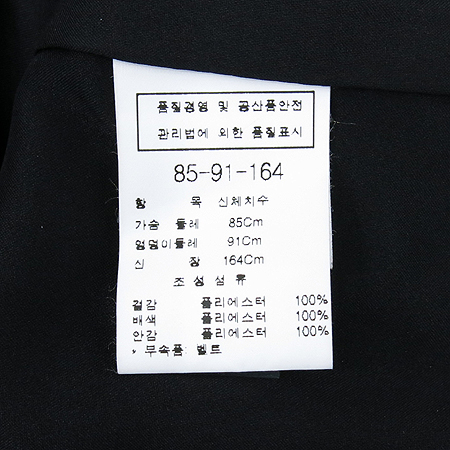 품질경영 및 공산품안전
관리법에 의한 품질표시
85-91-164
항 목 신체치수
가슴 둘레 85Cm
엉덩이둘레 91Cm
신 장 164Cm
조성섬유
겉감 폴리에스터 100%
배색 폴리에스터 100%
안감 폴리에스터 100%
* 부속품: 벨트